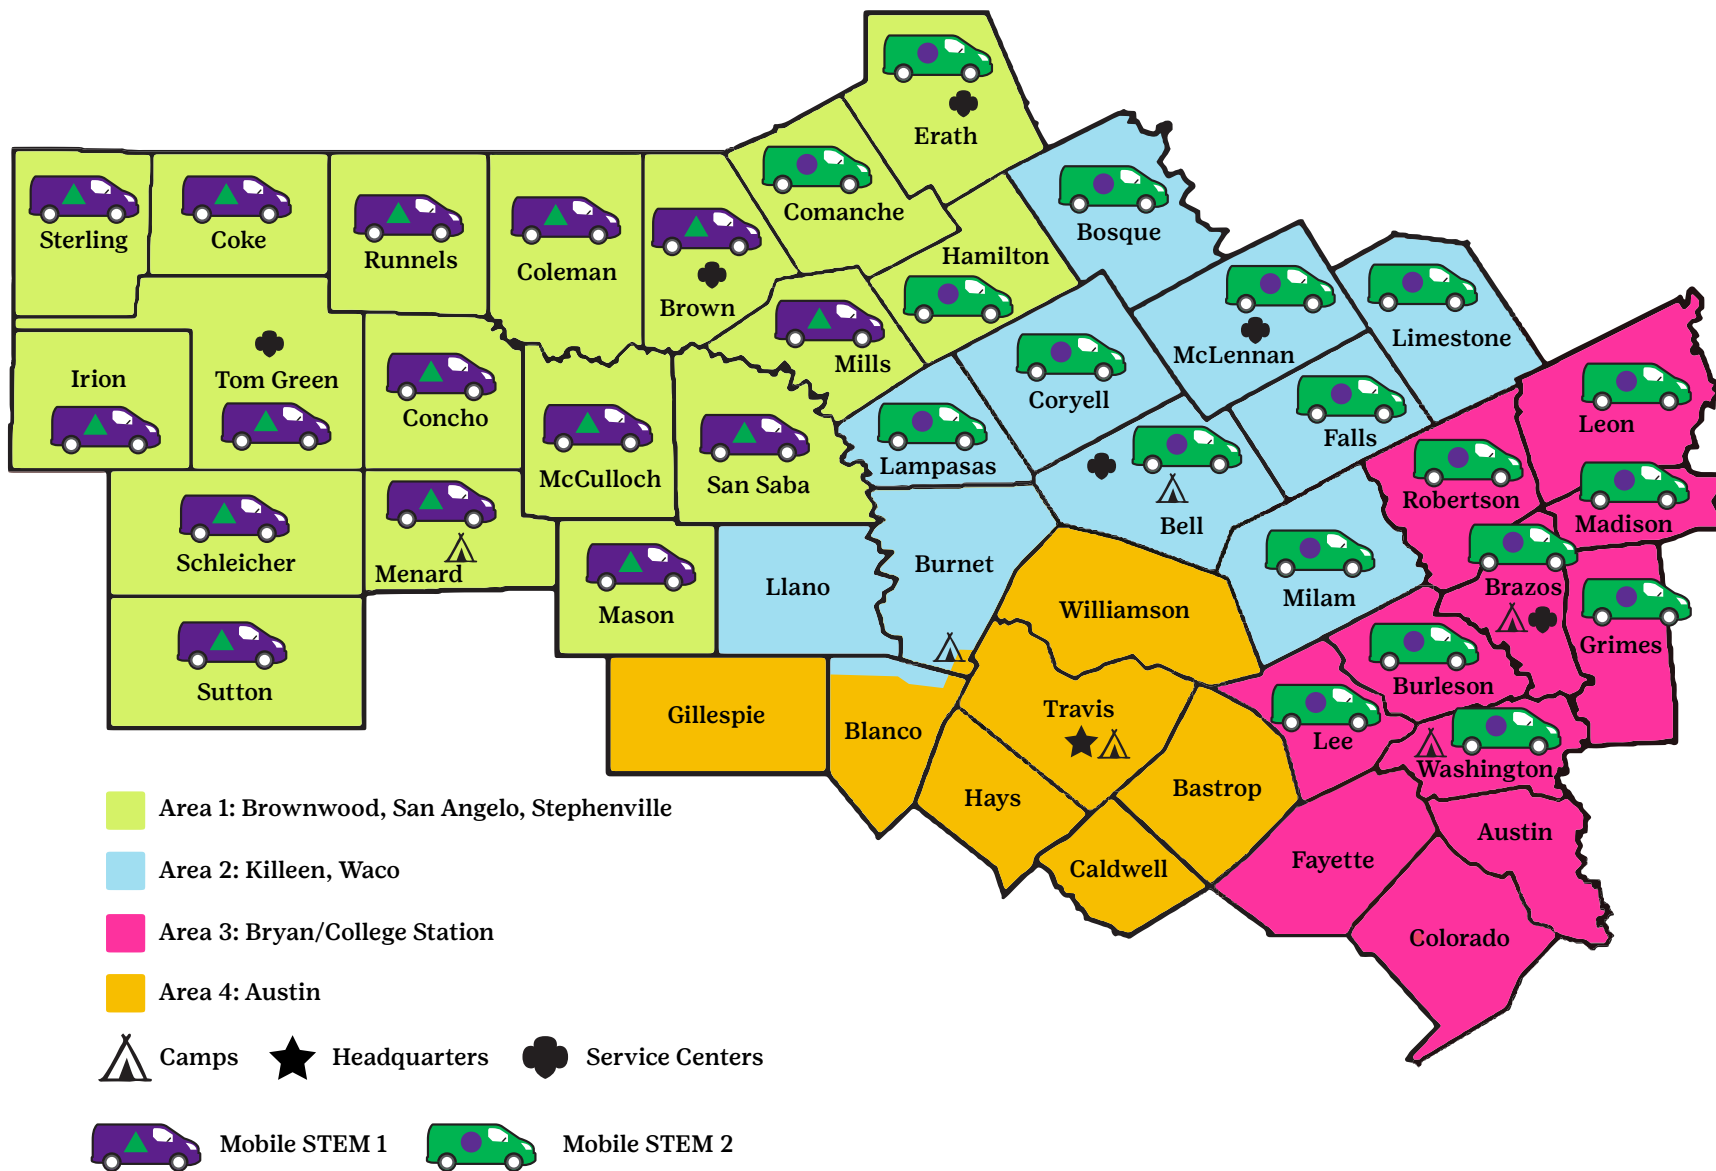 Erath
Comanche
Bosque
Sterling
Coke
Runnels
Coleman
Brown
Hamilton
Mills
McLennan
Limestone
Irion
Tom Green
Concho
Coryell
Falls
Leon
McCulloch
San Saba
Lampasas
Robertson
Madison
Schleicher
Menard
Bell
Burnet
Brazos
Mason
Llano
Williamson
Milam
Grimes
Sutton
Burleson
Gillespie
Blanco
Travis
Lee
Washington
Hays
Bastrop
Austin
Caldwell
Fayette
Colorado
Area 1: Brownwood, San Angelo, Stephenville
Area 2: Killeen, Waco
Area 3: Bryan/College Station
Area 4: Austin
Camps Headquarters Service Centers
Mobile STEM 1 Mobile STEM 2